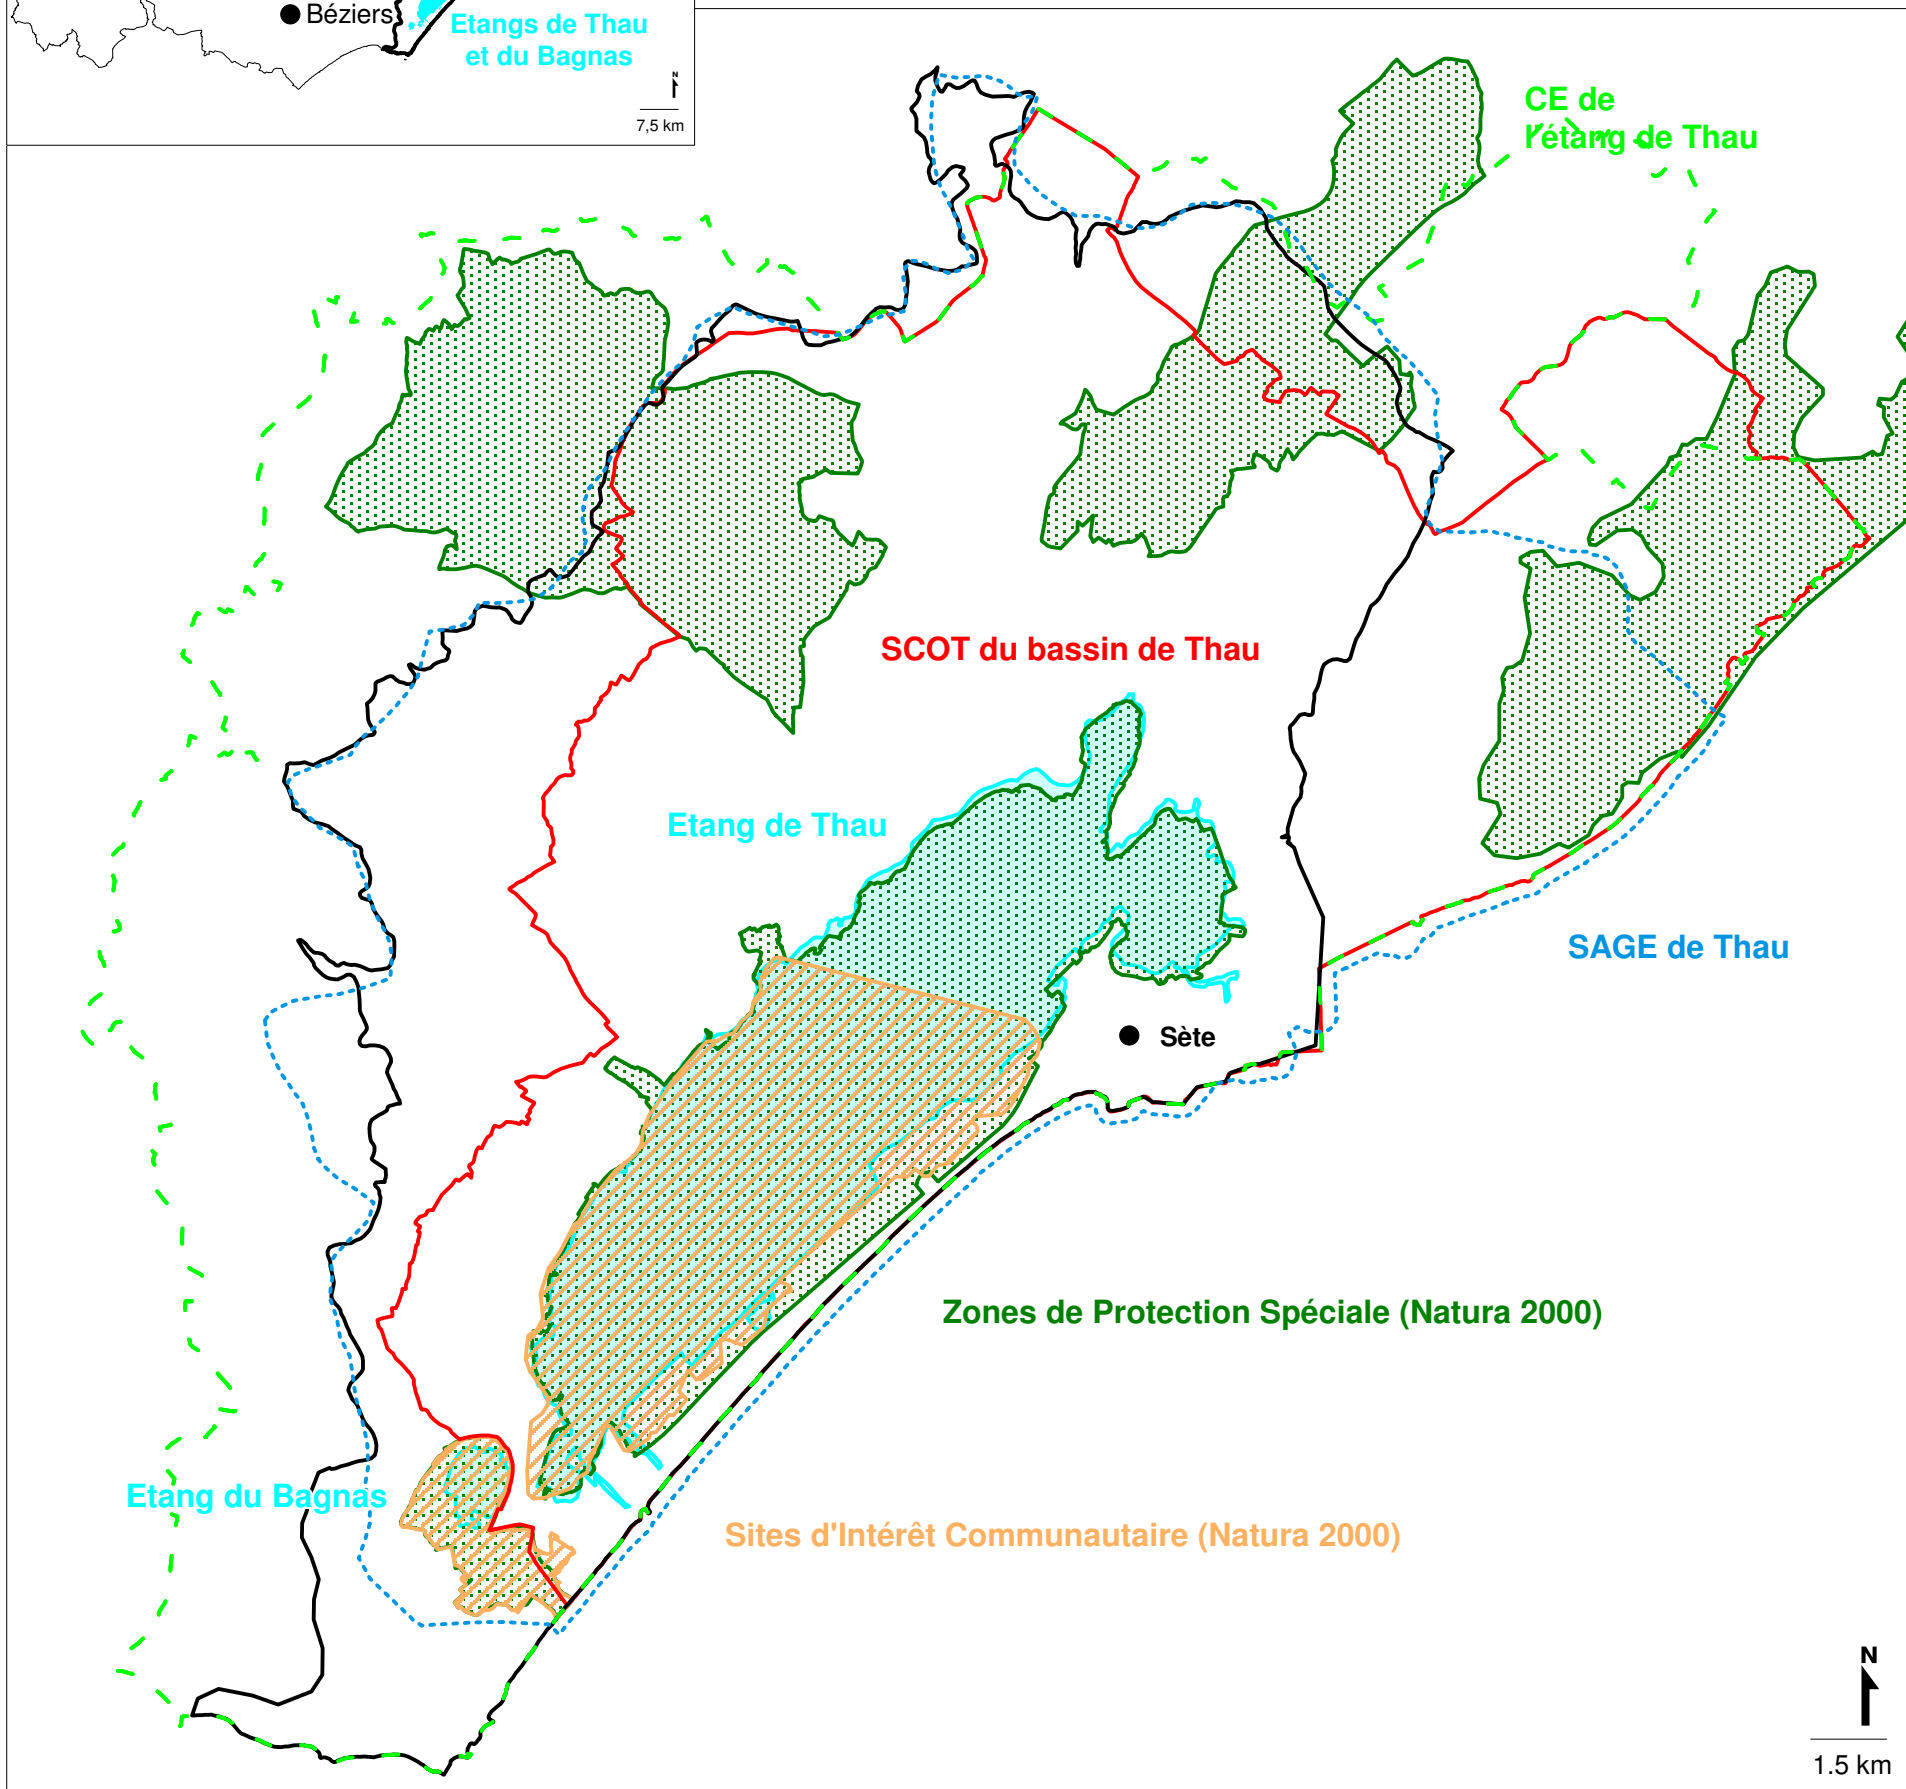 Béziers
Etangs de Thau
et du Bagnas
N
7,5 km
CE de
l'étang de Thau
SCOT du bassin de Thau
Etang de Thau
SAGE de Thau
Sète
Zones de Protection Spéciale (Natura 2000)
Etang du Bagnas
Sites d'Intérêt Communautaire (Natura 2000)
N
1.5 km